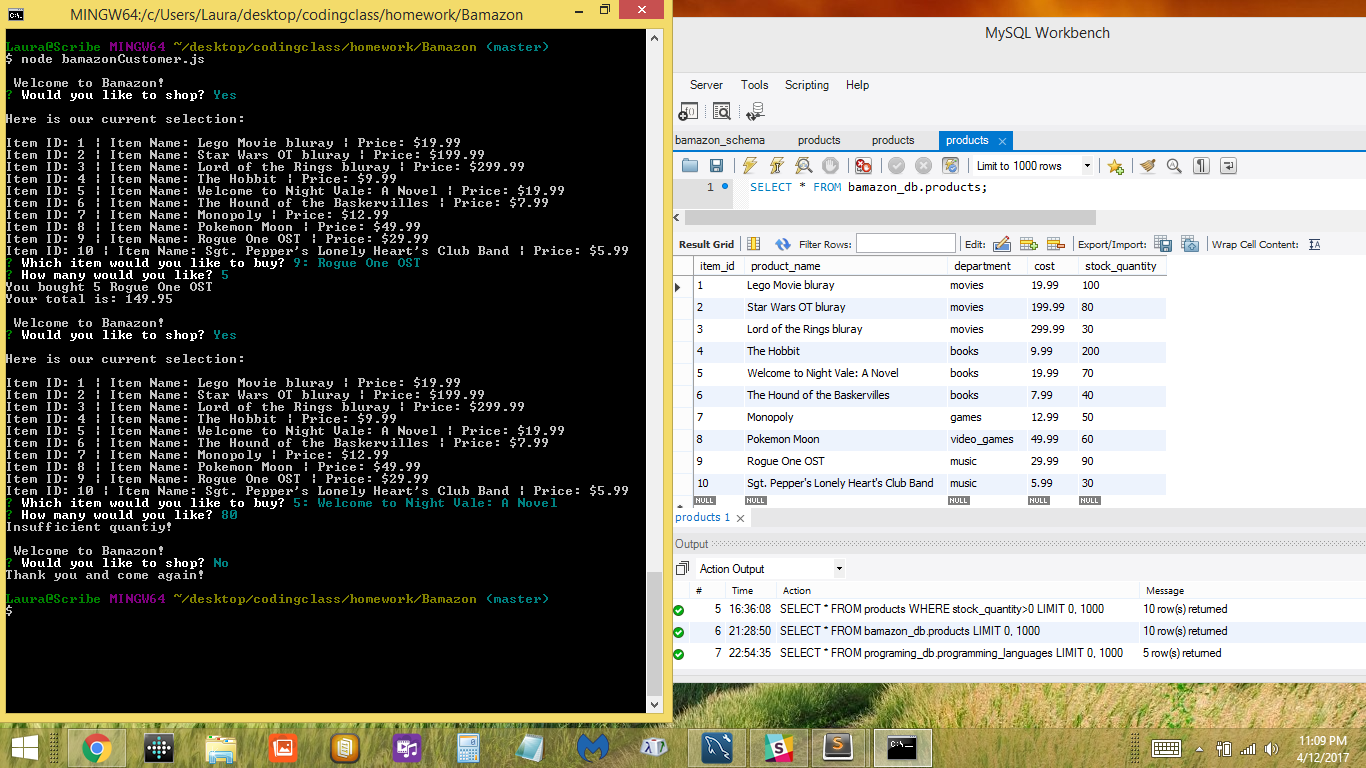 MINGW64:/c/Users/Laura/desktop/codingclass/homework/Bamazon
Laura@Scribe MINGW64 ~/desktop/codingclass/homework/Bamazon (master)
$ node bamazonCustomer.js
Welcome to Bamazon!
? Would you like to shop? Yes
Here is our current selection:
Item ID: 1 | Item Name: Lego Movie bluray | Price: $19.99
Item ID: 2 | Item Name: Star Wars OT bluray | Price: $199.99
Item ID: 3 | Item Name: Lord of the Rings bluray | Price: $299.99
Item ID: 4 | Item Name: The Hobbit | Price: $9.99
Item ID: 5 | Item Name: Welcome to Night Vale: A Novel | Price: $19.99
Item ID: 6 | Item Name: The Hound of the Baskervilles | Price: $7.99
Item ID: 7 | Item Name: Monopoly | Price: $12.99
Item ID: 8 | Item Name: Pokemon Moon | Price: $49.99
Item ID: 9 | Item Name: Rogue One OST | Price: $29.99
Item ID: 10 | Item Name: Sgt. Pepper's Lonely Heart's Club Band | Price: $5.99
? Which item would you like to buy? 9: Rogue One OST
? How many would you like? 5
You bought 5 Rogue One OST
Your total is: 149.95
Welcome to Bamazon!
? Would you like to shop? Yes
Here is our current selection:
Item ID: 1 | Item Name: Lego Movie bluray | Price: $19.99
Item ID: 2 | Item Name: Star Wars OT bluray | Price: $199.99
Item ID: 3 | Item Name: Lord of the Rings bluray | Price: $299.99
Item ID: 4 | Item Name: The Hobbit | Price: $9.99
Item ID: 5 | Item Name: Welcome to Night Vale: A Novel | Price: $19.99
Item ID: 6 | Item Name: The Hound of the Baskervilles | Price: $7.99
Item ID: 7 | Item Name: Monopoly | Price: $12.99
Item ID: 8 | Item Name: Pokemon Moon | Price: $49.99
Item ID: 9 | Item Name: Rogue One OST | Price: $29.99
Item ID: 10 | Item Name: Sgt. Pepper's Lonely Heart's Club Band | Price: $5.99
? Which item would you like to buy? 5: Welcome to Night Vale: A Novel
? How many would you like? 80
Insufficient quantiy!
Welcome to Bamazon!
? Would you like to shop? No
Thank you and come again!
Laura@Scribe MINGW64 ~/desktop/codingclass/homework/Bamazon (master)
$
MySQL Workbench
Server Tools Scripting Help
bamazon_schema products products products
Limit to 1000 rows
1 SELECT * FROM bamazon_db.products;
Result Grid Filter Rows: Edit: Export/Import: Wrap Cell Content:
item_id product_name department cost stock_quantity
1 Lego Movie bluray movies 19.99 100
2 Star Wars OT bluray movies 199.99 80
3 Lord of the Rings bluray movies 299.99 30
4 The Hobbit books 9.99 200
5 Welcome to Night Vale: A Novel books 19.99 70
6 The Hound of the Baskervilles books 7.99 40
7 Monopoly games 12.99 50
8 Pokemon Moon video_games 49.99 60
9 Rogue One OST music 29.99 90
10 Sgt. Pepper's Lonely Heart's Club Band music 5.99 30
NULL NULL NULL NULL NULL
products 1
Output
Action Output
# Time Action Message
5 16:36:08 SELECT * FROM products WHERE stock_quantity>0 LIMIT 0, 1000 10 row(s) returned
6 21:28:50 SELECT * FROM bamazon_db.products LIMIT 0, 1000 10 row(s) returned
7 22:54:35 SELECT * FROM programing_db.programming_languages LIMIT 0, 1000 5 row(s) returned
11:09 PM
4/12/2017